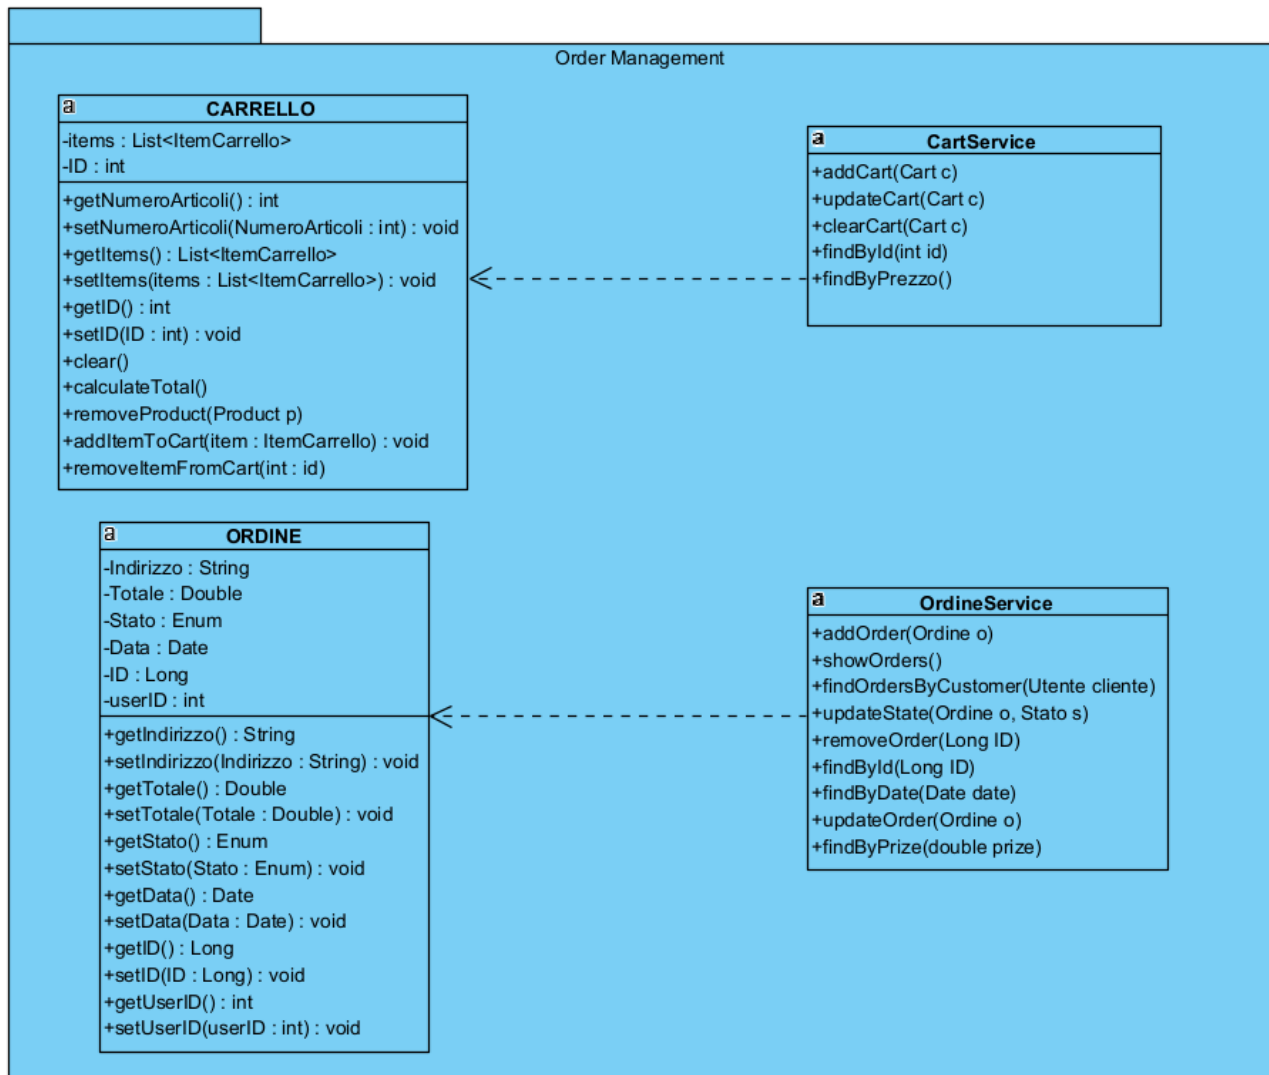 Order Management
a
CARRELLO
-items : List<ItemCarrello>
-ID : int
+getNumeroArticoli() : int
+setNumeroArticoli(NumeroArticoli : int) : void
+getItems() : List<ItemCarrello>
+setItems(items : List<ItemCarrello>) : void
+getID() : int
+setID(ID : int) : void
+clear()
+calculateTotal()
+removeProduct(Product p)
+addItemToCart(item : ItemCarrello) : void
+removeItemFromCart(int : id)
a
CartService
+addCart(Cart c)
+updateCart(Cart c)
+clearCart(Cart c)
+findById(int id)
+findByPrezzo()
a
ORDINE
-Indirizzo : String
-Totale : Double
-Stato : Enum
-Data : Date
-ID : Long
-userID : int
+getIndirizzo() : String
+setIndirizzo(Indirizzo : String) : void
+getTotale() : Double
+setTotale(Totale : Double) : void
+getStato() : Enum
+setStato(Stato : Enum) : void
+getData() : Date
+setData(Data : Date) : void
+getID() : Long
+setID(ID : Long) : void
+getUserID() : int
+setUserID(userID : int) : void
a
OrdineService
+addOrder(Ordine o)
+showOrders()
+findOrdersByCustomer(Utente cliente)
+updateState(Ordine o, Stato s)
+removeOrder(Long ID)
+findById(Long ID)
+findByDate(Date date)
+updateOrder(Ordine o)
+findByPrize(double prize)